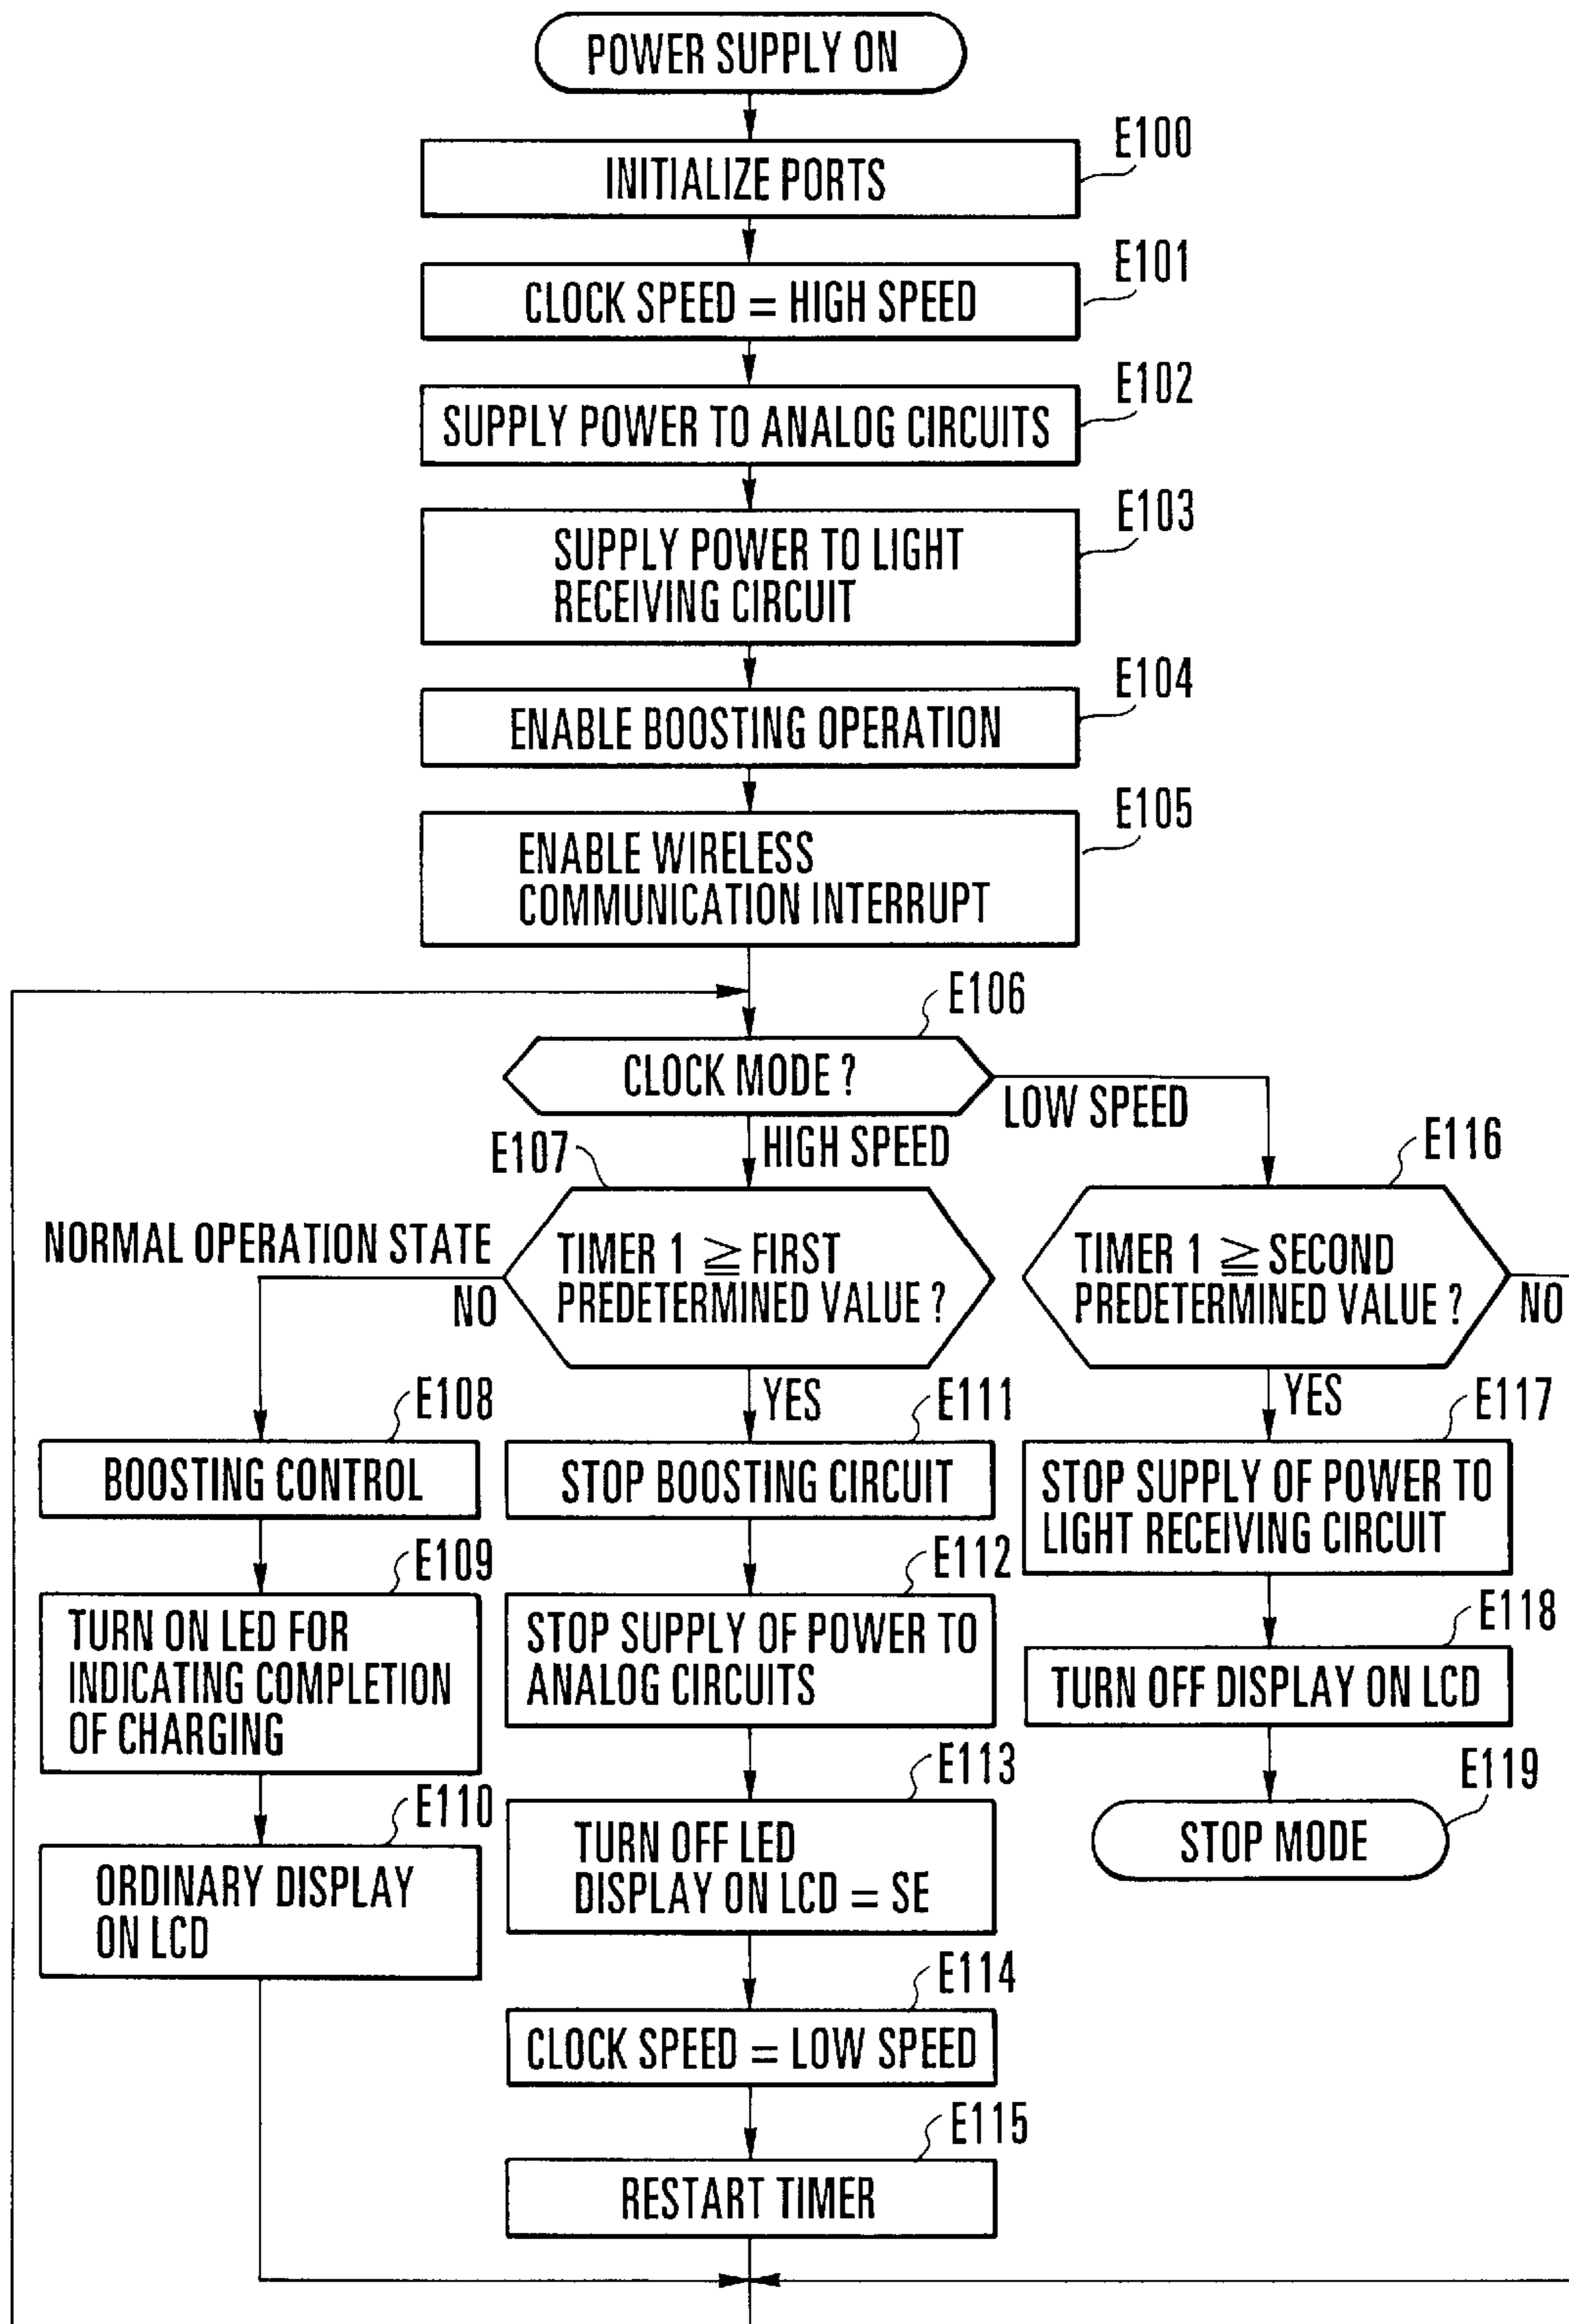 POWER SUPPLY ON
E100
INITIALIZE PORTS
E101
CLOCK SPEED = HIGH SPEED
E102
SUPPLY POWER TO ANALOG CIRCUITS
E103
SUPPLY POWER TO LIGHT
RECEIVING CIRCUIT
E104
ENABLE BOOSTING OPERATION
E105
ENABLE WIRELESS
COMMUNICATION INTERRUPT
E106
CLOCK MODE ?
LOW SPEED
HIGH SPEED
E107
NORMAL OPERATION STATE
TIMER 1 ≧ FIRST
PREDETERMINED VALUE ?
NO
YES
E116
TIMER 1 ≧ SECOND
PREDETERMINED VALUE ?
NO
YES
E108
BOOSTING CONTROL
E109
TURN ON LED FOR
INDICATING COMPLETION
OF CHARGING
E110
ORDINARY DISPLAY
ON LCD
E111
STOP BOOSTING CIRCUIT
E112
STOP SUPPLY OF POWER TO
ANALOG CIRCUITS
E113
TURN OFF LED
DISPLAY ON LCD = SE
E114
CLOCK SPEED = LOW SPEED
E115
RESTART TIMER
E117
STOP SUPPLY OF POWER TO
LIGHT RECEIVING CIRCUIT
E118
TURN OFF DISPLAY ON LCD
E119
STOP MODE